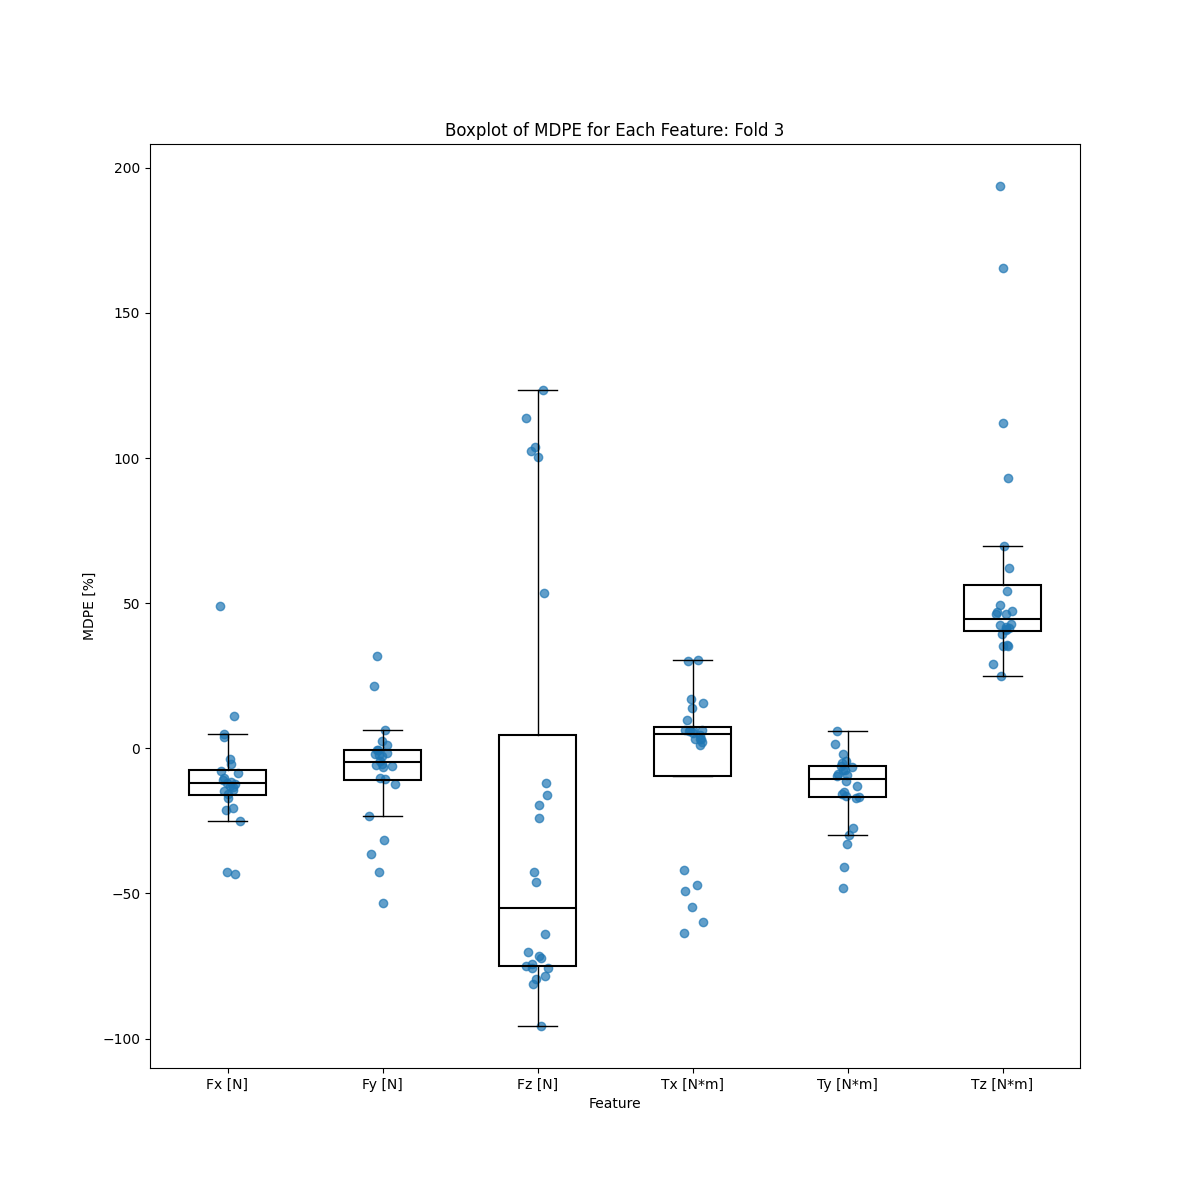 Boxplot of MDPE for Each Feature: Fold 3
200
150
100
50
0
−50
−100
MDPE [%]
Fx [N]
Fy [N]
Fz [N]
Tx [N*m]
Ty [N*m]
Tz [N*m]
Feature